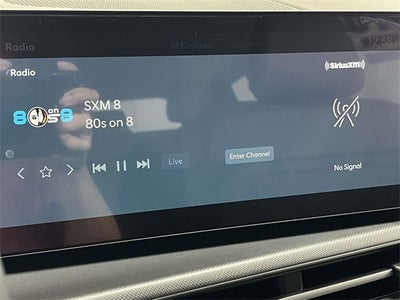 Radio
All Channels
12:58
Radio
((SiriusXM))
80s on 8
SXM 8
80s on 8
Live
Enter Channel
No Signal